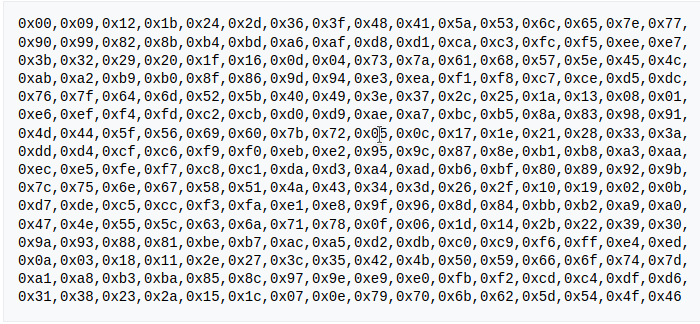 0x00,0x09,0x12,0x1b,0x24,0x2d,0x36,0x3f,0x48,0x41,0x5a,0x53,0x6c,0x65,0x7e,0x77,
0x90,0x99,0x82,0x8b,0xb4,0xbd,0xa6,0xaf,0xd8,0xd1,0xca,0xc3,0xfc,0xf5,0xee,0xe7,
0x3b,0x32,0x29,0x20,0x1f,0x16,0x0d,0x04,0x73,0x7a,0x61,0x68,0x57,0x5e,0x45,0x4c,
0xab,0xa2,0xb9,0xb0,0x8f,0x86,0x9d,0x94,0xe3,0xea,0xf1,0xf8,0xc7,0xce,0xd5,0xdc,
0x76,0x7f,0x64,0x6d,0x52,0x5b,0x40,0x49,0x3e,0x37,0x2c,0x25,0x1a,0x13,0x08,0x01,
0xe6,0xef,0xf4,0xfd,0xc2,0xcb,0xd0,0xd9,0xae,0xa7,0xbc,0xb5,0x8a,0x83,0x98,0x91,
0x4d,0x44,0x5f,0x56,0x69,0x60,0x7b,0x72,0x05,0x0c,0x17,0x1e,0x21,0x28,0x33,0x3a,
0xdd,0xd4,0xcf,0xc6,0xf9,0xf0,0xeb,0xe2,0x95,0x9c,0x87,0x8e,0xb1,0xb8,0xa3,0xaa,
0xec,0xe5,0xfe,0xf7,0xc8,0xc1,0xda,0xd3,0xa4,0xad,0xb6,0xbf,0x80,0x89,0x92,0x9b,
0x7c,0x75,0x6e,0x67,0x58,0x51,0x4a,0x43,0x34,0x3d,0x26,0x2f,0x10,0x19,0x02,0x0b,
0xd7,0xde,0xc5,0xcc,0xf3,0xfa,0xe1,0xe8,0x9f,0x96,0x8d,0x84,0xbb,0xb2,0xa9,0xa0,
0x47,0x4e,0x55,0x5c,0x63,0x6a,0x71,0x78,0x0f,0x06,0x1d,0x14,0x2b,0x22,0x39,0x30,
0x9a,0x93,0x88,0x81,0xbe,0xb7,0xac,0xa5,0xd2,0xdb,0xc0,0xc9,0xf6,0xff,0xe4,0xed,
0x0a,0x03,0x18,0x11,0x2e,0x27,0x3c,0x35,0x42,0x4b,0x50,0x59,0x66,0x6f,0x74,0x7d,
0xa1,0xa8,0xb3,0xba,0x85,0x8c,0x97,0x9e,0xe9,0xe0,0xfb,0xf2,0xcd,0xc4,0xdf,0xd6,
0x31,0x38,0x23,0x2a,0x15,0x1c,0x07,0x0e,0x79,0x70,0x6b,0x62,0x5d,0x54,0x4f,0x46